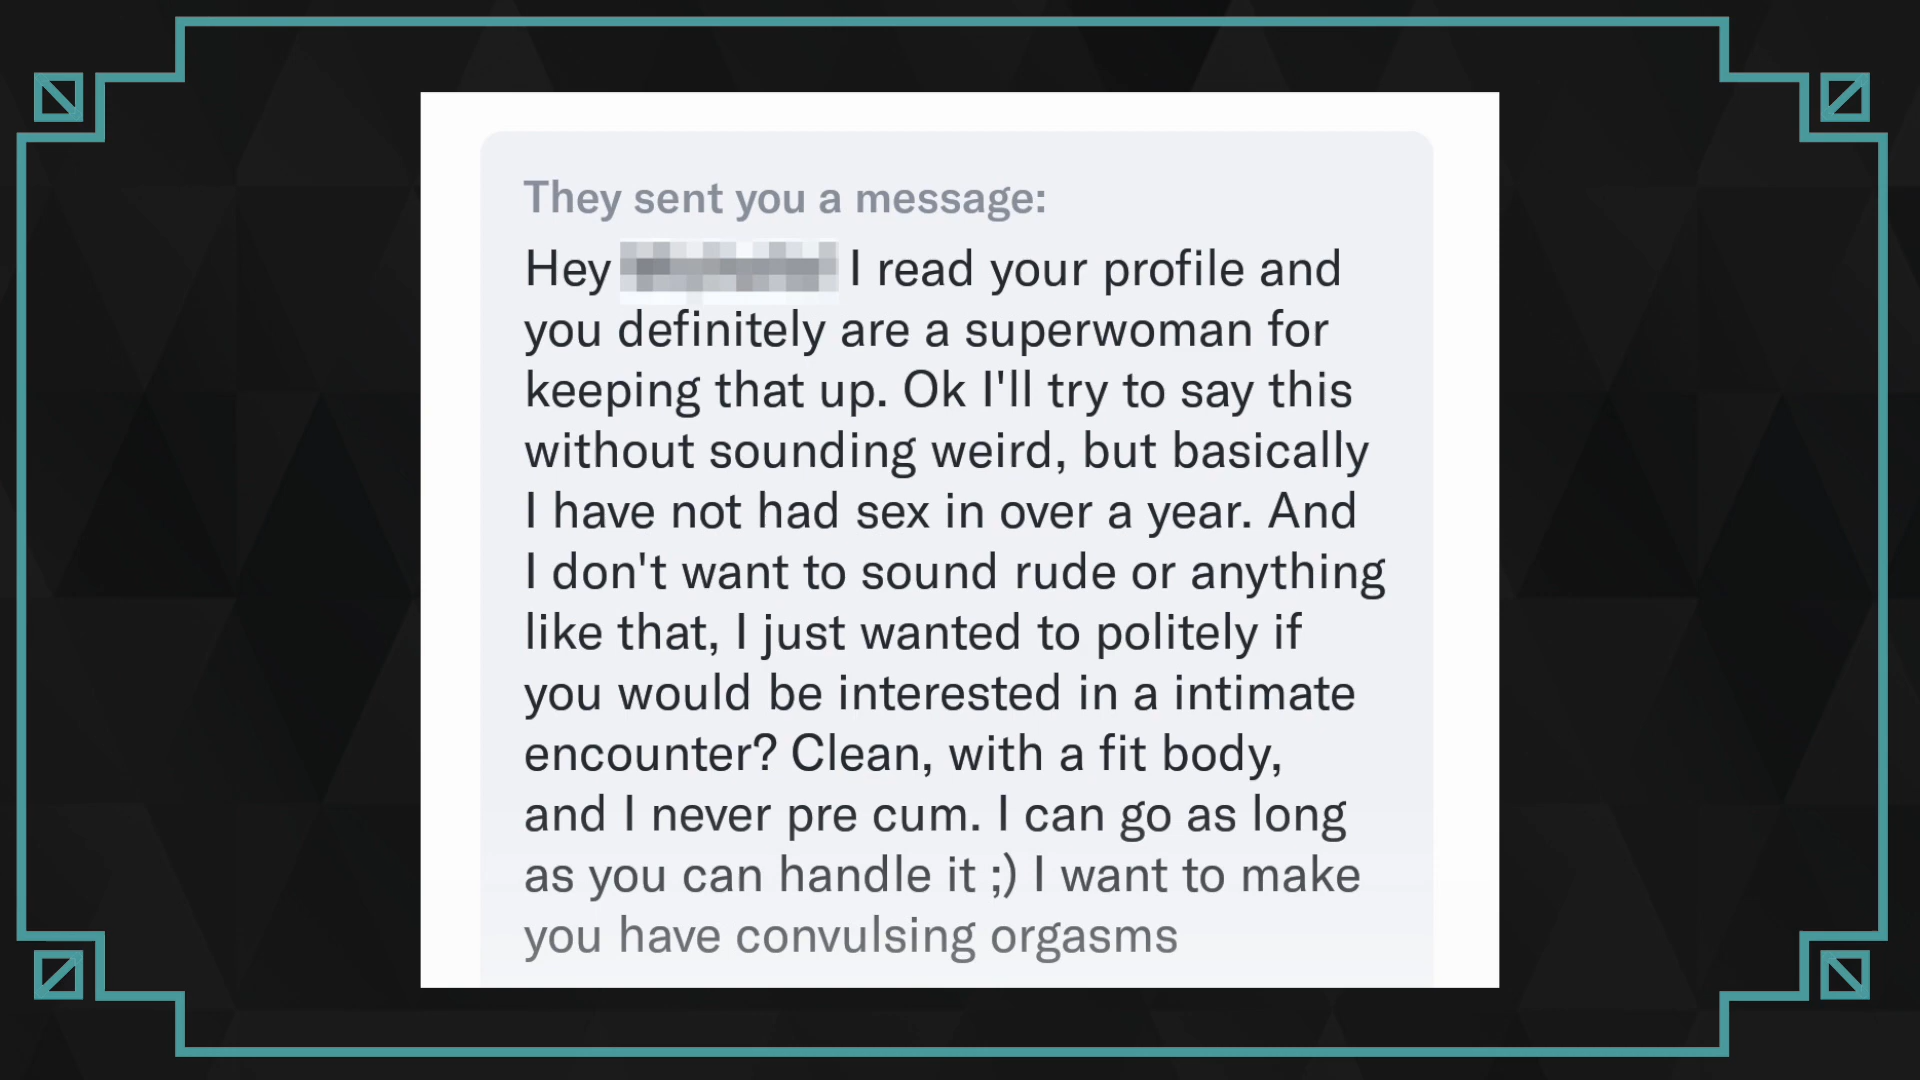 They sent you a message:
Hey I read your profile and
you definitely are a superwoman for
keeping that up. Ok I'll try to say this
without sounding weird, but basically
I have not had sex in over a year. And
I don't want to sound rude or anything
like that, I just wanted to politely if
you would be interested in a intimate
encounter? Clean, with a fit body,
and I never pre cum. I can go as long
as you can handle it ;) I want to make
you have convulsing orgasms